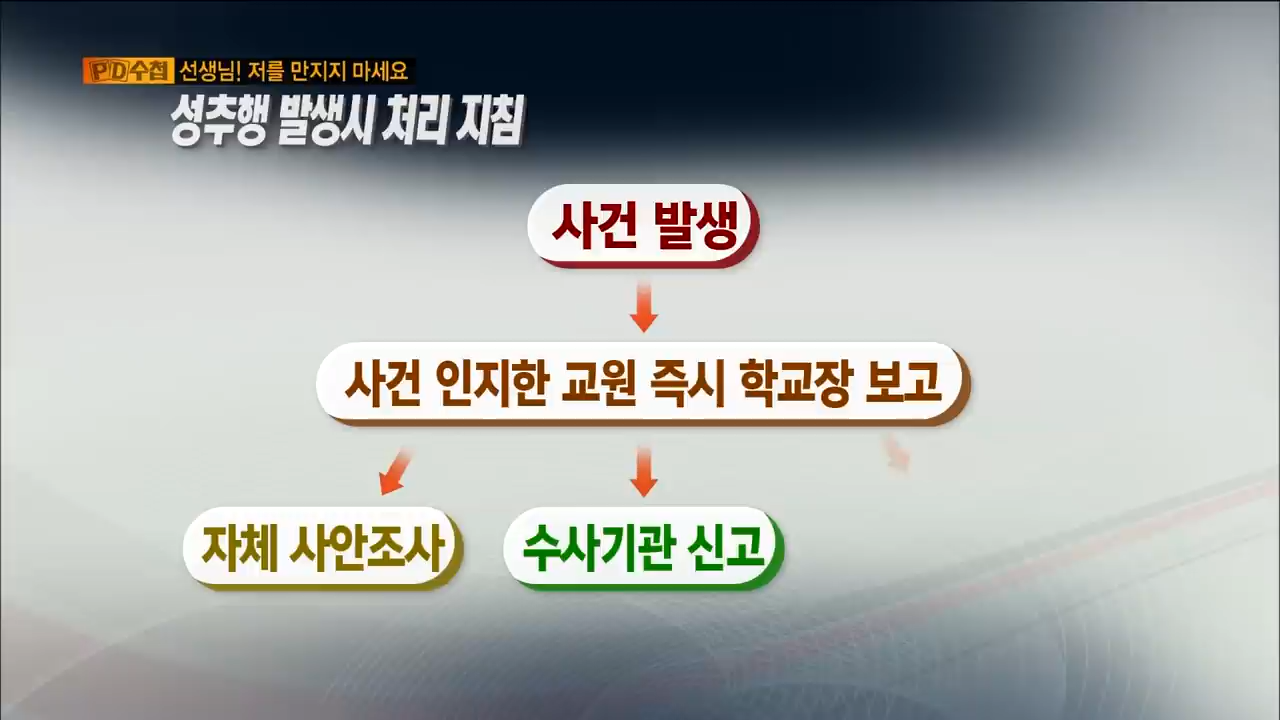 PD수첩 선생님! 저를 만지지 마세요
성추행 발생시 처리 지침
사건 발생
사건 인지한 교원 즉시 학교장 보고
자체 사안조사 수사기관 신고